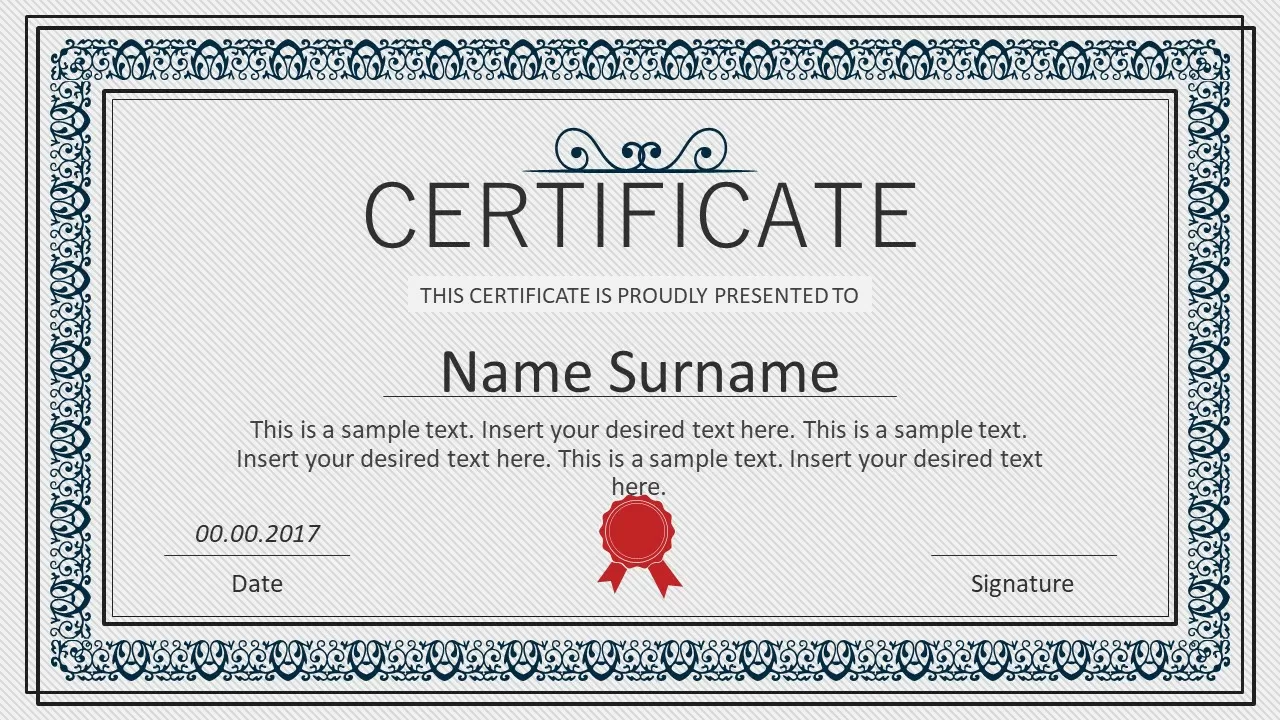 CERTIFICATE
THIS CERTIFICATE IS PROUDLY PRESENTED TO
Name Surname
This is a sample text. Insert your desired text here. This is a sample text.
Insert your desired text here. This is a sample text. Insert your desired text
here.
00.00.2017
Date
Signature